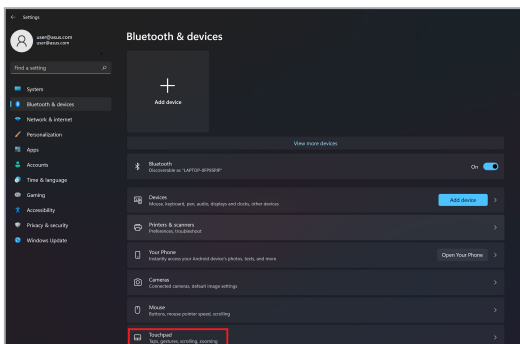 Settings
user@asus.com
user@asus.com
Find a setting
System
Bluetooth & devices
Network & internet
Personalization
Apps
Accounts
Time & language
Gaming
Accessibility
Privacy & security
Windows Update
Bluetooth & devices
Add device
View more devices
Bluetooth
Discoverable as "LAPTOP-0FP95PIP"
On
Devices
Mouse, keyboard, pen, audio, displays and clocks, other devices
Add device
Printers & scanners
Preferences, troubleshoot
Your Phone
Instantly access your Android device's photos, texts, and more
Open Your Phone
Cameras
Connected cameras, default image settings
Mouse
Buttons, mouse pointer speed, scrolling
Touchpad
Taps, gestures, scrolling, zooming